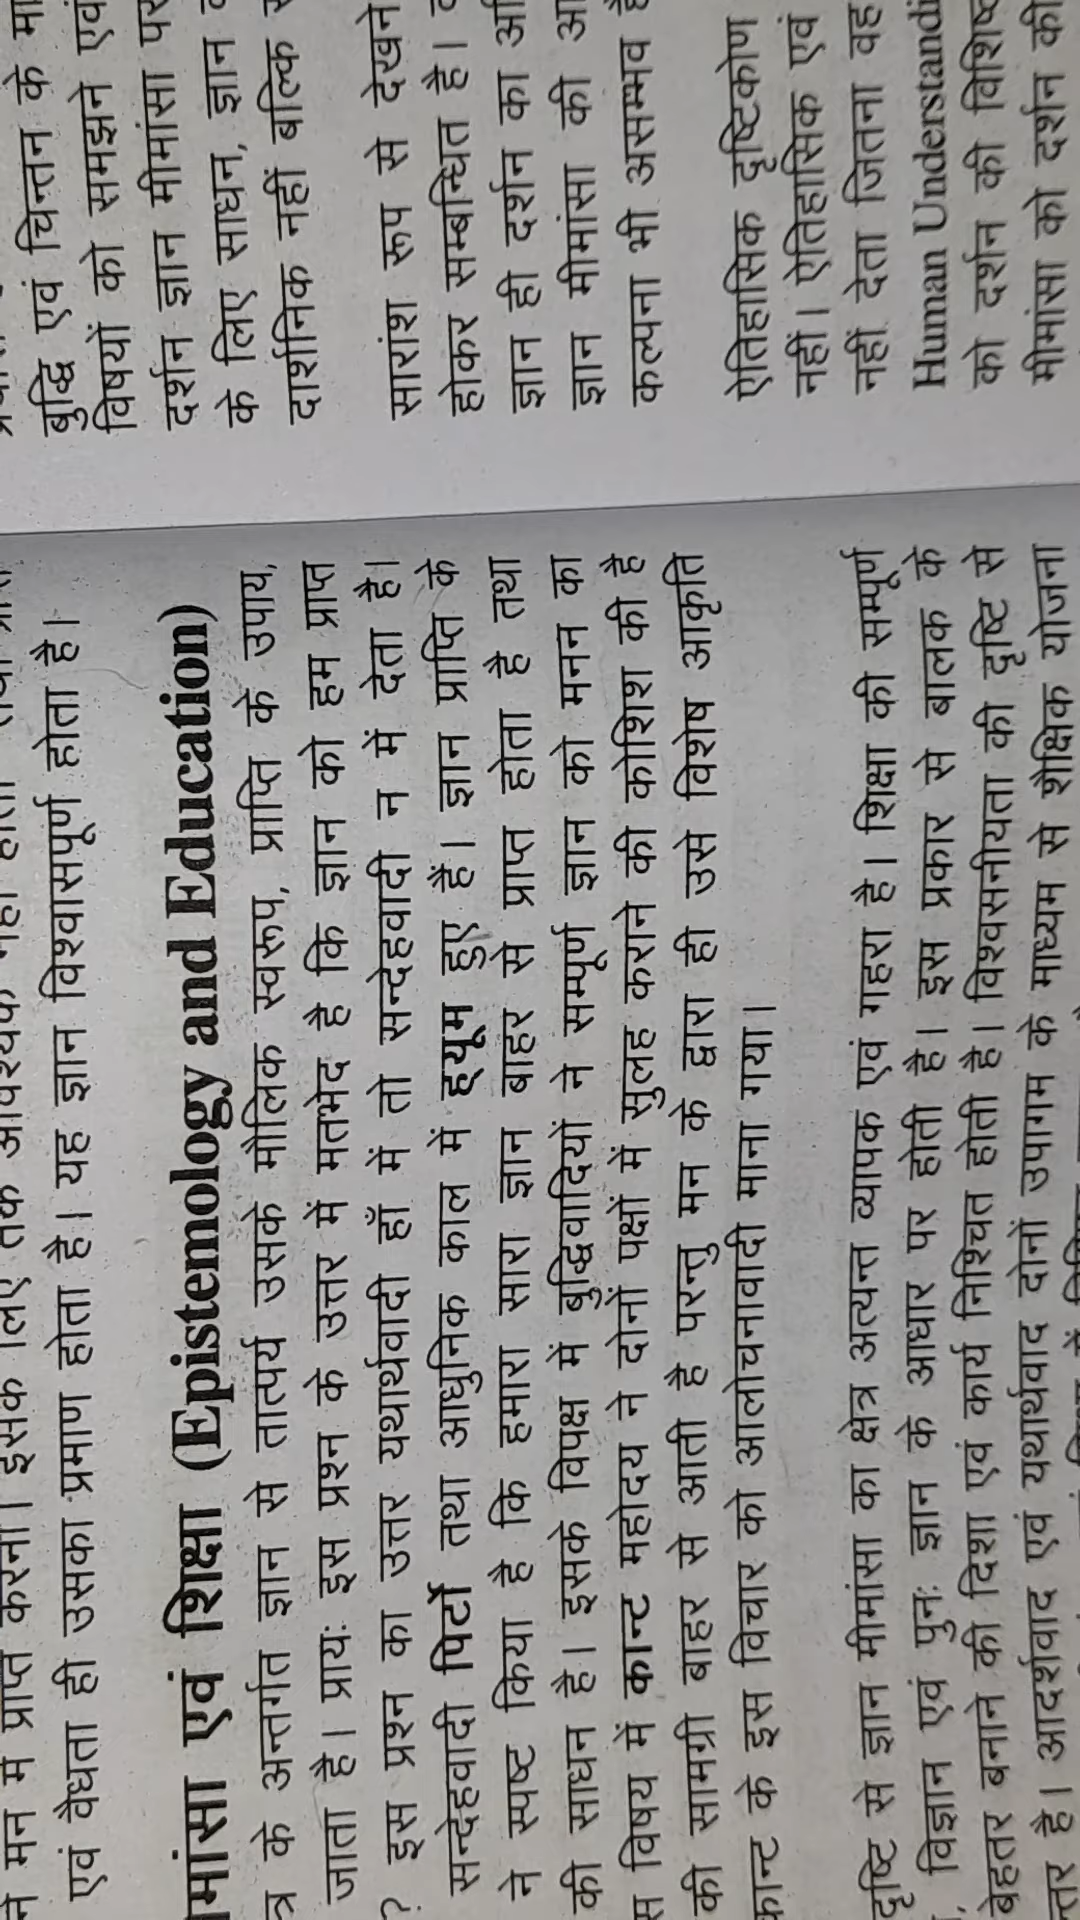 ने मन में प्राप्त करना। इसके लिए तर्क आवश्यक नहीं होता
एवं वैधता ही उसका प्रमाण होता है। यह ज्ञान विश्वासपूर्ण होता है।
मांसा एवं शिक्षा (Epistemology and Education)
त्र के अन्तर्गत ज्ञान से तात्पर्य उसके मौलिक स्वरूप, प्राप्ति के उपाय,
जाता है। प्रायः इस प्रश्न के उत्तर में मतभेद है कि ज्ञान को हम प्राप्त
? इस प्रश्न का उत्तर यथार्थवादी हाँ में तो सन्देहवादी न में देता है।
सन्देहवादी पिर्टो तथा आधुनिक काल में ह्यूम हुए हैं। ज्ञान प्राप्ति के
ने स्पष्ट किया है कि हमारा सारा ज्ञान बाहर से प्राप्त होता है तथा
की साधन है। इसके विपक्ष में बुद्धिवादियों ने सम्पूर्ण ज्ञान को मनन का
स विषय में कान्ट महोदय ने दोनों पक्षों में सुलह कराने की कोशिश की है
की सामग्री बाहर से आती है परन्तु मन के द्वारा ही उसे विशेष आकृति
कान्ट के इस विचार को आलोचनावादी माना गया।
दृष्टि से ज्ञान मीमांसा का क्षेत्र अत्यन्त व्यापक एवं गहरा है। शिक्षा की सम्पूर्ण
विज्ञान एवं पुनः ज्ञान के आधार पर होती है। इस प्रकार से बालक के
बेहतर बनाने की दिशा एवं कार्य निश्चित होती है। विश्वसनीयता की दृष्टि से
है। आदर्शवाद एवं यथार्थवाद दोनों उपागम के माध्यम से शैक्षिक योजना
बुद्धि एवं चिन्तन के मा
विषयों को समझने एवं
दर्शन ज्ञान मीमांसा पर
के लिए साधन, ज्ञान
दार्शनिक नहीं बल्कि
सारांश रूप से देखने
होकर सम्बन्धित है।
ज्ञान ही दर्शन का
ज्ञान मीमांसा की
कल्पना भी असम्भव है
ऐतिहासिक दृष्टिकोण
नहीं। ऐतिहासिक एवं
नहीं देता जितना वह
Human Understandi
को दर्शन की विशिष्ट
मीमांसा को दर्शन की